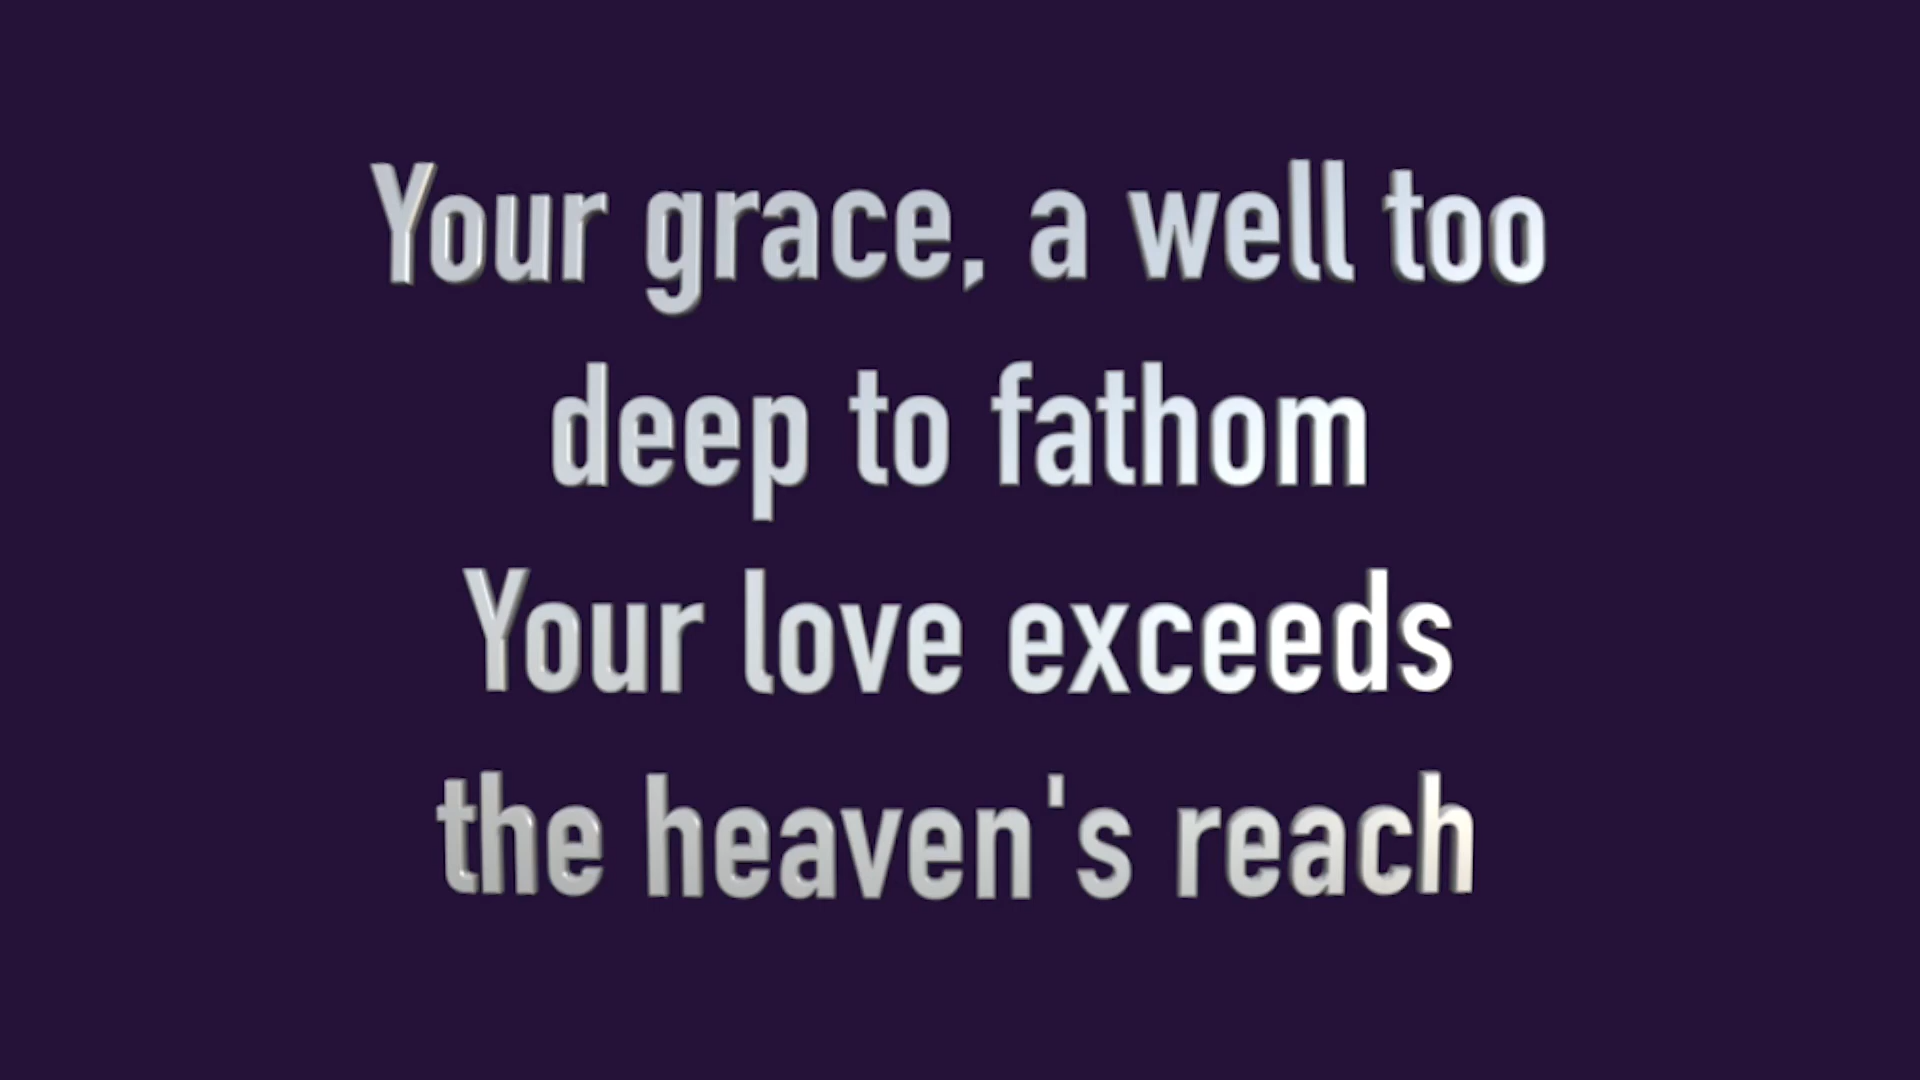 Your grace, a well too
deep to fathom
Your love exceeds
the heaven's reach